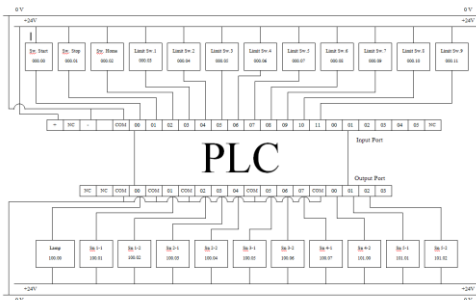 0 V 0 V
+24V +24V
Sw. Start Sw. Stop Sw. Home Limit Sw.1 Limit Sw.2 Limit Sw.3 Limit Sw.4 Limit Sw.5 Limit Sw.6 Limit Sw.7 Limit Sw.8 Limit Sw.9
000.00 000.01 000.02 000.03 000.04 000.05 000.06 000.07 000.08 000.09 000.10 000.11
+ NC - COM 00 01 02 03 04 05 06 07 08 09 10 11 00 01 02 03 04 05 NC
Input Port
PLC
Output Port
NC NC COM 00 COM 01 COM 02 03 04 COM 05 06 07 COM 00 01 02 03
Lamp
100.00 100.01 100.02 100.03 100.04 100.05 100.06 100.07 101.00 101.01 101.02
+24V +24V
0 V 0 V